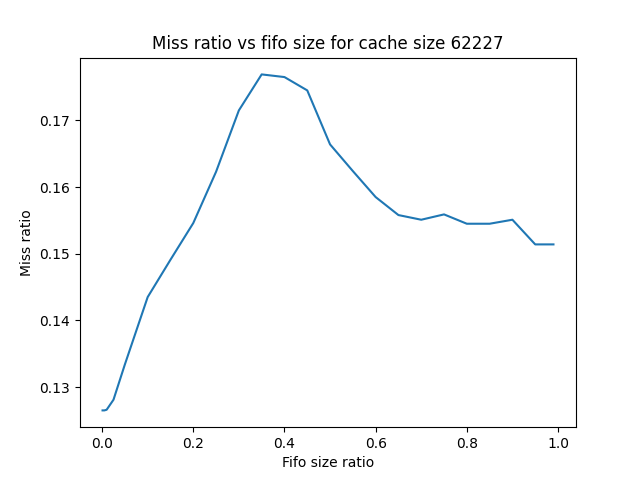 Miss ratio vs fifo size for cache size 62227
0.17
0.16
0.15
0.14
0.13
Miss ratio
0.0 0.2 0.4 0.6 0.8 1.0
Fifo size ratio